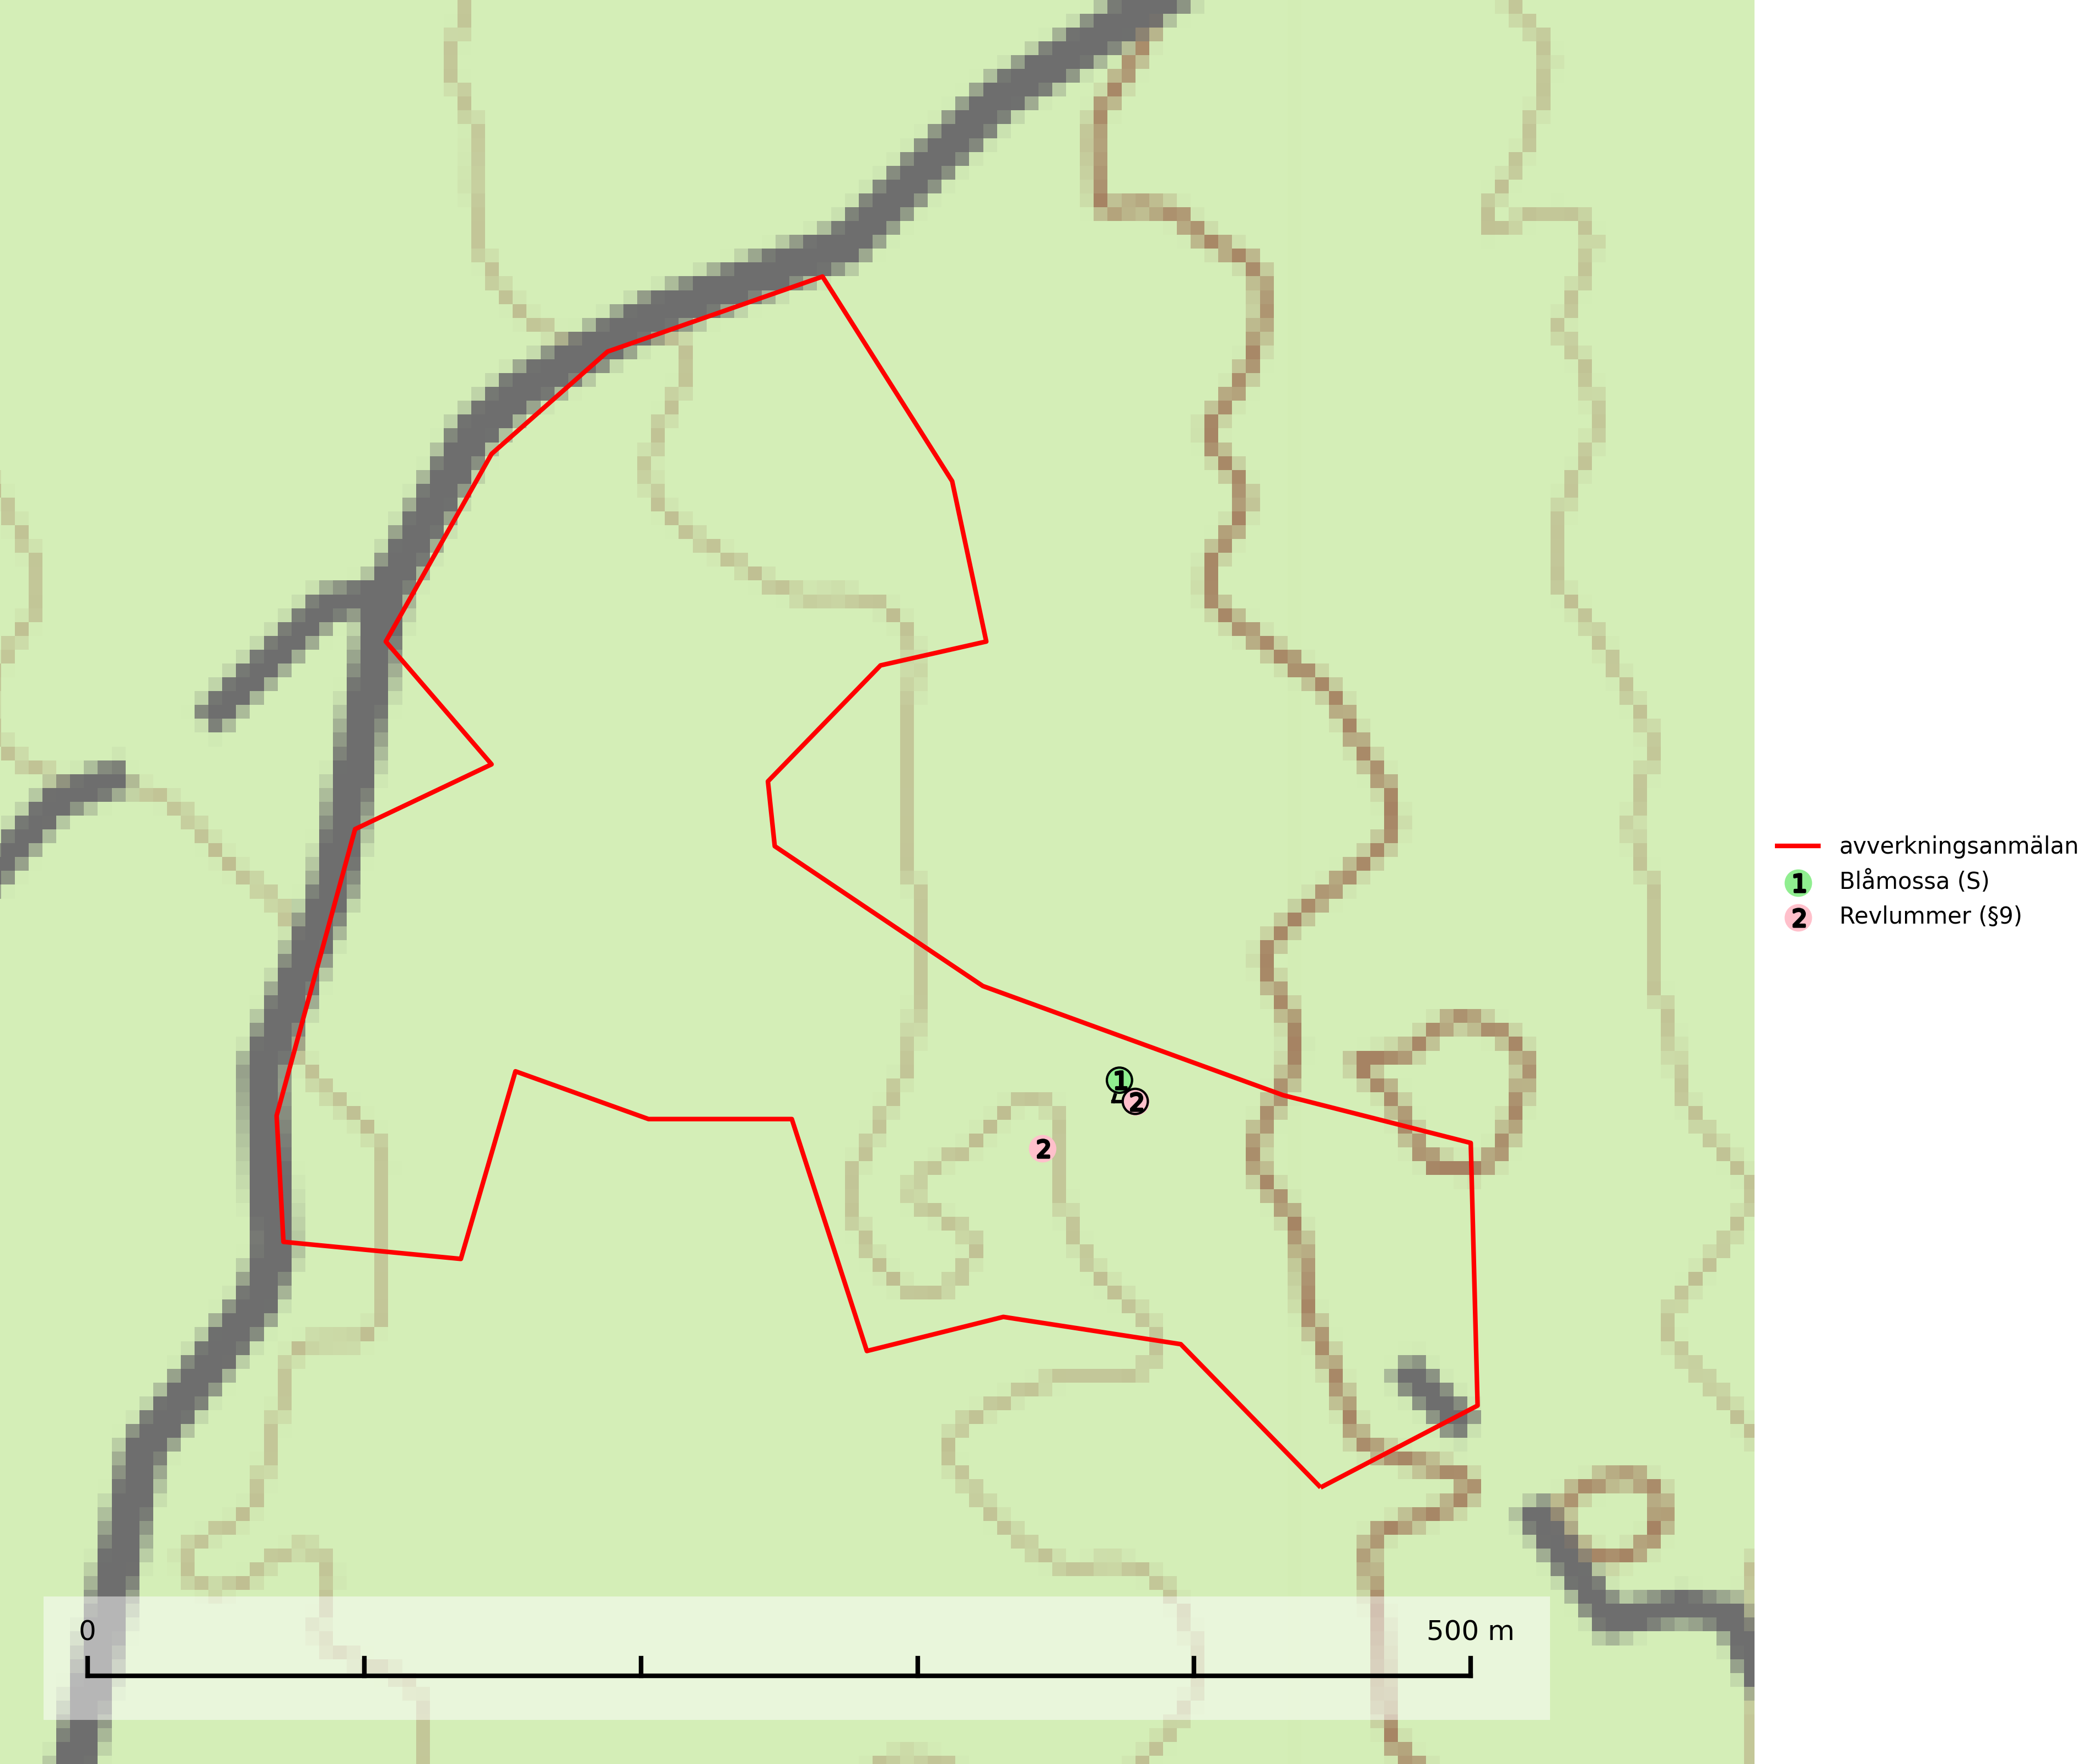 1
2
2
0
500 m
avverkningsanmälan
1 Blåmossa (S)
2 Revlummer (§9)